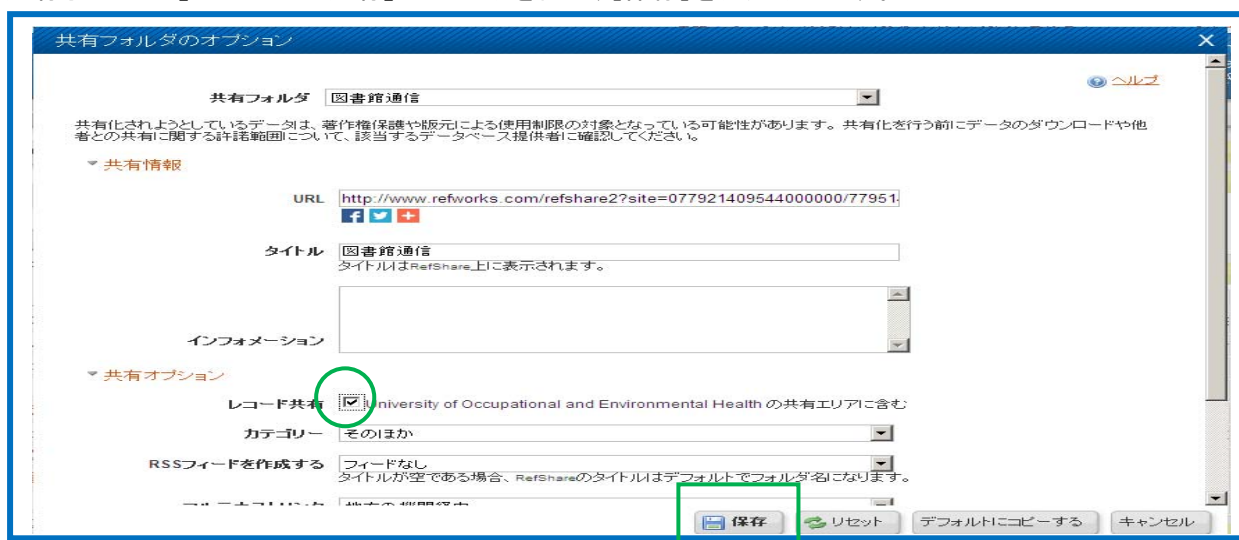 共有フォルダのオプション
ヘルプ
共有フォルダ 図書館通信
共有化されようとしているデータは、著作権保護や版元による使用制限の対象となっている可能性があります。共有化を行う前にデータのダウンロードや他
者との共有に関する許諾範囲について、該当するデータベース提供者に確認してください。
共有情報
URL http://www.refworks.com/refshare2?site=077921409544000000/77951
タイトル 図書館通信
タイトルはRefShare上に表示されます。
インフォメーション
共有オプション
レコード共有 University of Occupational and Environmental Health の共有エリアに含む
カテゴリー そのほか
RSSフィードを作成する フィードなし
タイトルが空である場合、RefShareのタイトルはデフォルトでフォルダ名になります。
保存 リセット デフォルトにコピーする キャンセル